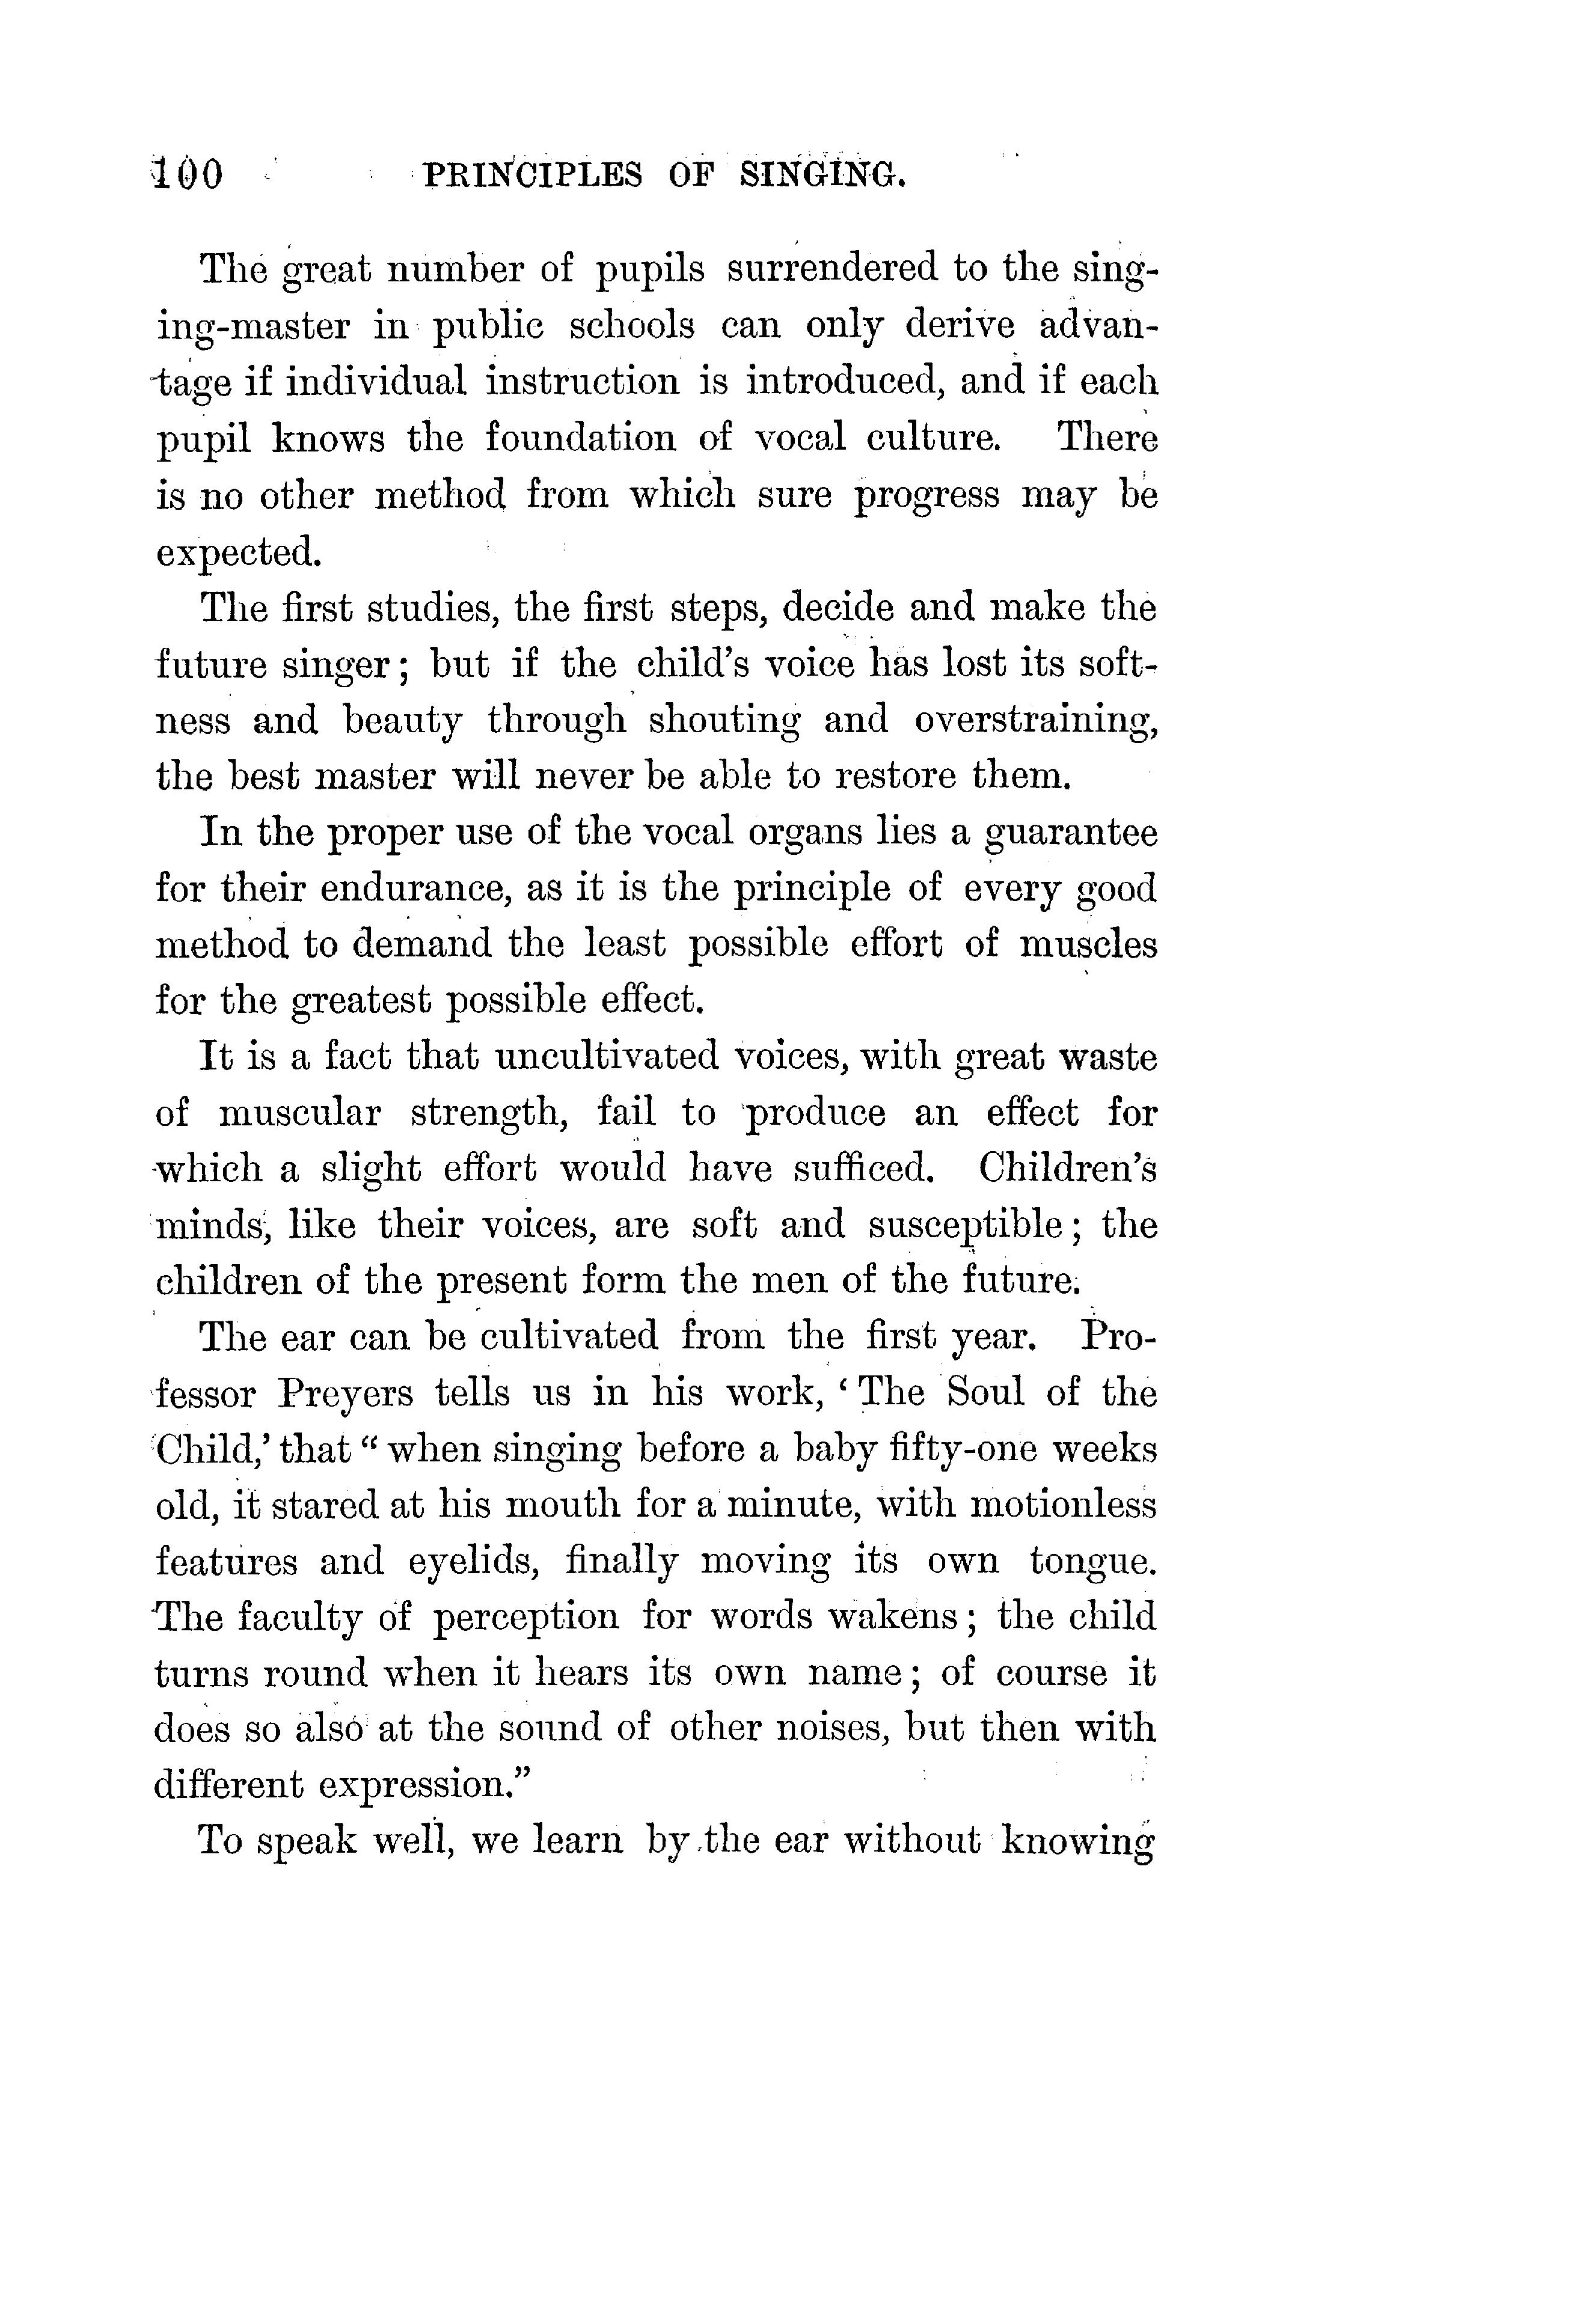 100 PRINCIPLES OF SINGING.
The great number of pupils surrendered to the sing-
ing-master in public schools can only derive advan-
tage if individual instruction is introduced, and if each
pupil knows the foundation of vocal culture. There
is no other method from which sure progress may be
expected.
The first studies, the first steps, decide and make the
future singer; but if the child's voice has lost its soft-
ness and beauty through shouting and overstraining,
the best master will never be able to restore them.
In the proper use of the vocal organs lies a guarantee
for their endurance, as it is the principle of every good
method to demand the least possible effort of muscles
for the greatest possible effect.
It is a fact that uncultivated voices, with great waste
of muscular strength, fail to produce an effect for
which a slight effort would have sufficed. Children's
minds, like their voices, are soft and susceptible; the
children of the present form the men of the future.
The ear can be cultivated from the first year. Pro-
fessor Preyers tells us in his work, ‘The Soul of the
Child,’ that “when singing before a baby fifty-one weeks
old, it stared at his mouth for a minute, with motionless
features and eyelids, finally moving its own tongue.
The faculty of perception for words wakens; the child
turns round when it hears its own name; of course it
does so also at the sound of other noises, but then with
different expression.”
To speak well, we learn by the ear without knowing